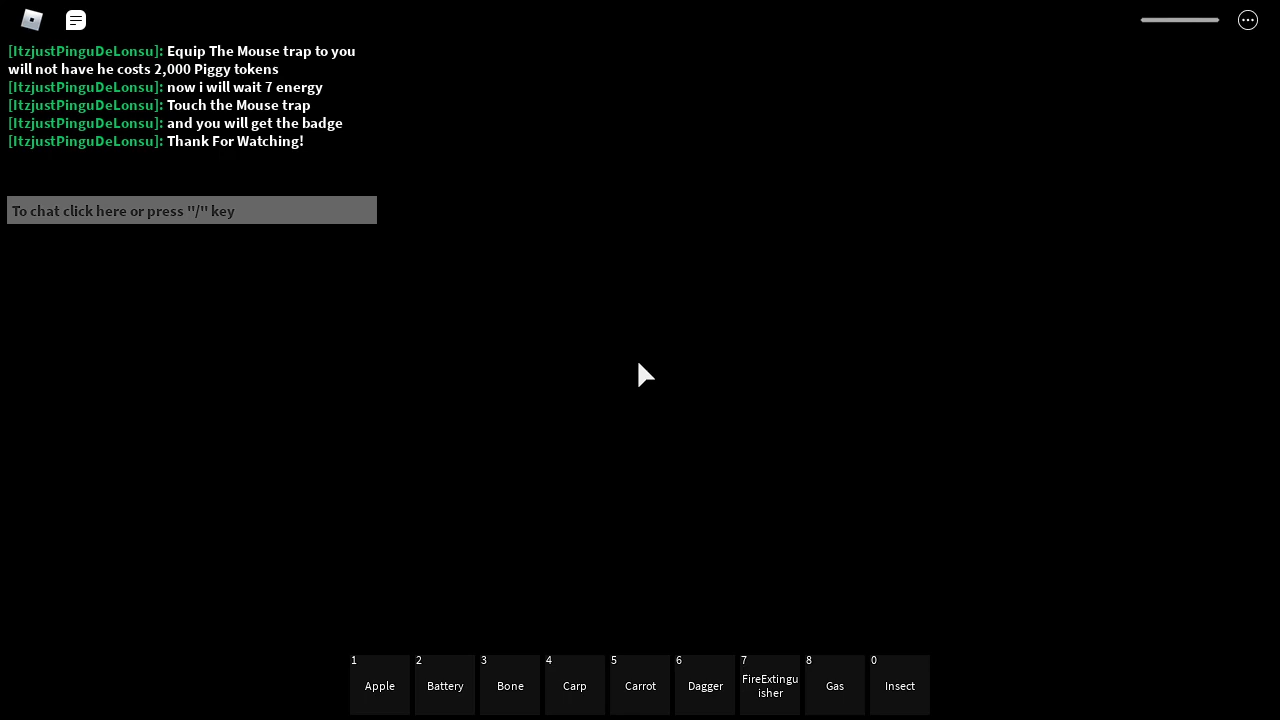 [ItzjustPinguDeLonsu]: Equip The Mouse trap to you
will not have he costs 2,000 Piggy tokens
[ItzjustPinguDeLonsu]: now i will wait 7 energy
[ItzjustPinguDeLonsu]: Touch the Mouse trap
[ItzjustPinguDeLonsu]: and you will get the badge
[ItzjustPinguDeLonsu]: Thank For Watching!
To chat click here or press "/" key
1 2 3 4 5 6 7 8 0
Apple Battery Bone Carp Carrot Dagger FireExtingu Gas Insect
isher